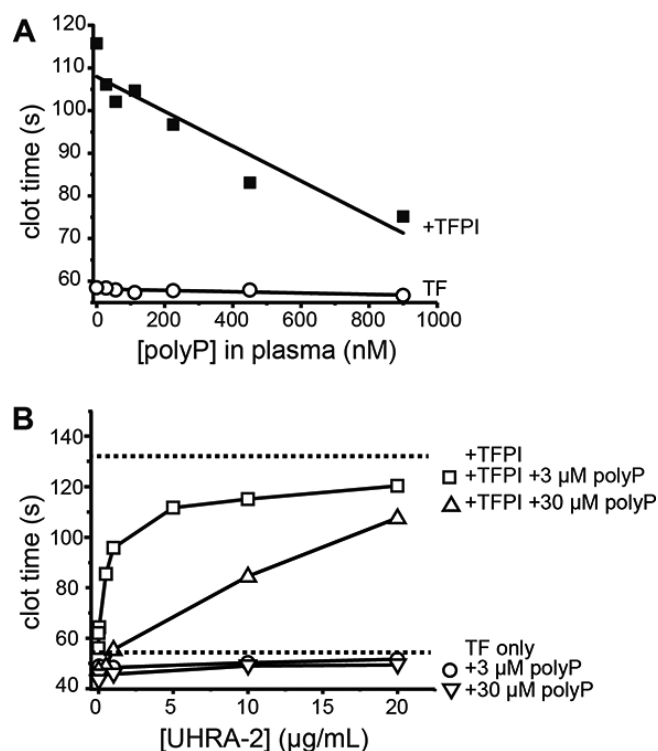 A
120
110
100
90
80
70
60
clot time (s)
+TFPI
TF
0 200 400 600 800 1000
[polyP] in plasma (nM)
B
140
120
100
80
60
40
clot time (s)
+TFPI
+TFPI +3 µM polyP
+TFPI +30 µM polyP
TF only
+3 µM polyP
+30 µM polyP
0 5 10 15 20
[UHRA-2] (µg/mL)